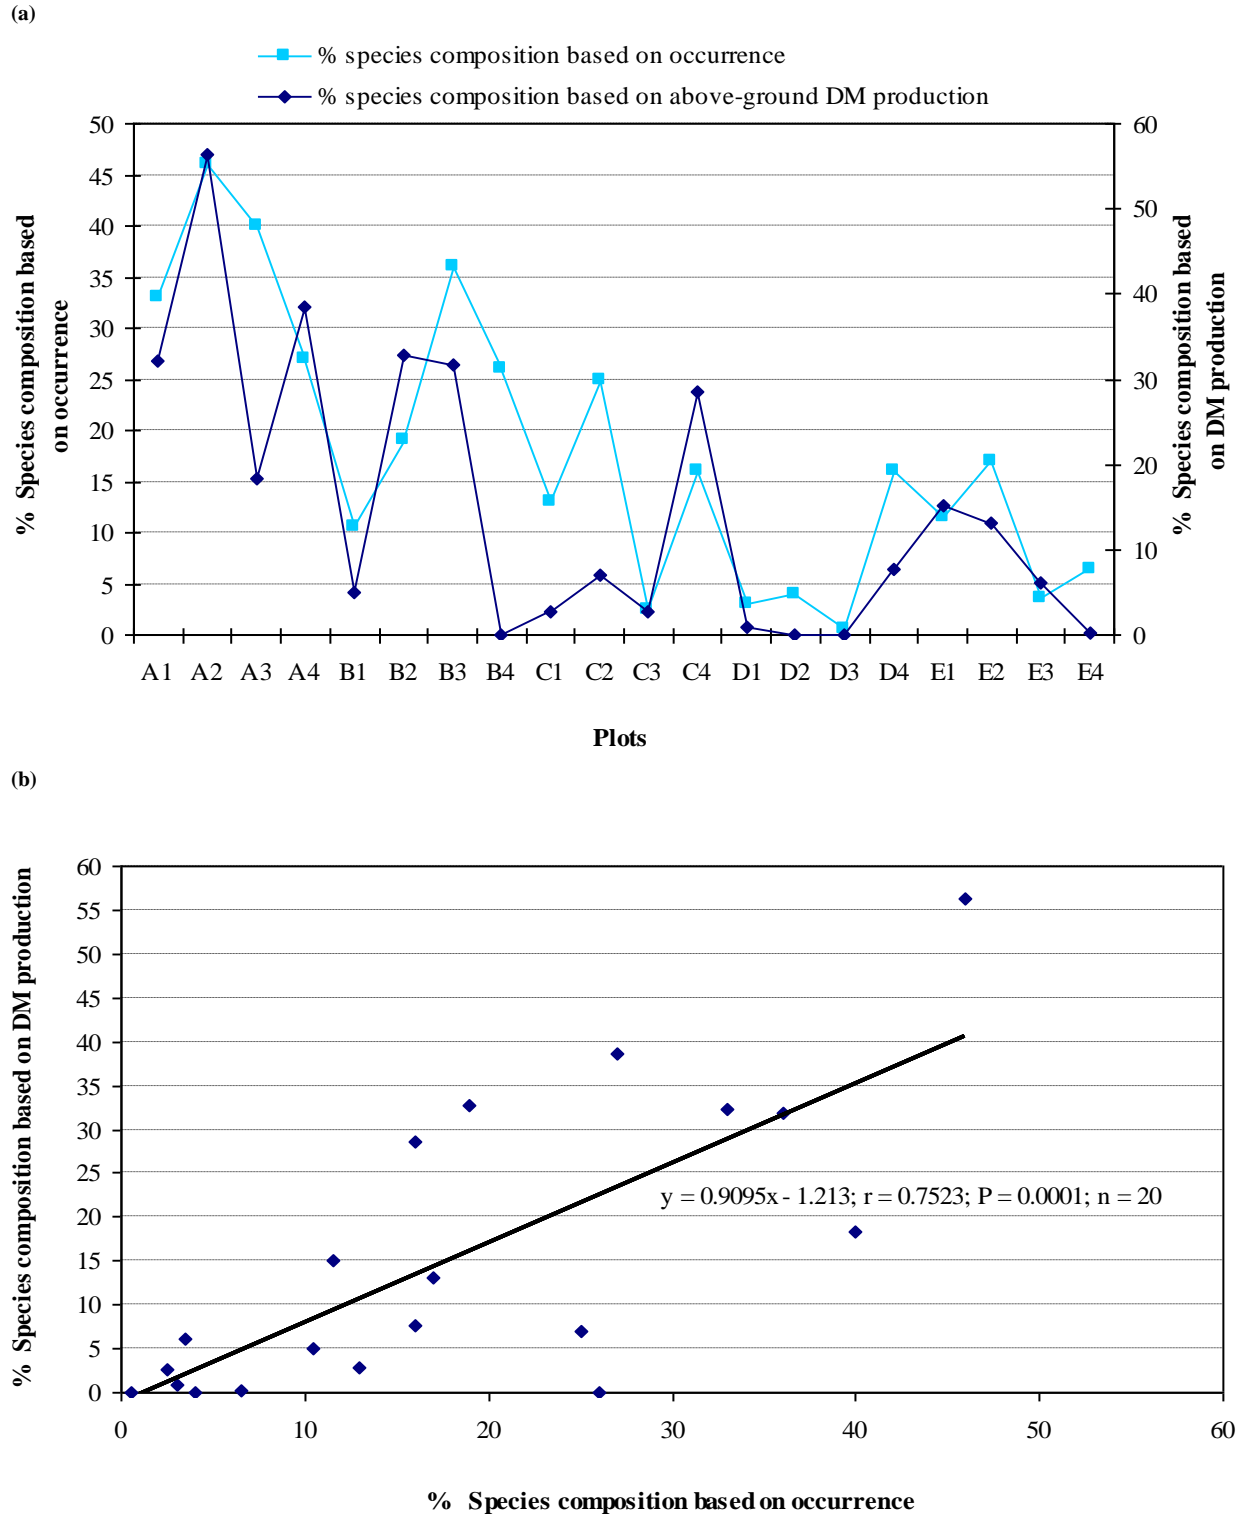 (a)
% species composition based on occurrence
% species composition based on above-ground DM production
50
45
40
35
30
25
20
15
10
5
0
60
50
40
30
20
10
0
% Species composition based
on occurrence
% Species composition based
on DM production
A1 A2 A3 A4 B1 B2 B3 B4 C1 C2 C3 C4 D1 D2 D3 D4 E1 E2 E3 E4
Plots
(b)
60
55
50
45
40
35
30
25
20
15
10
5
0
% Species composition based on DM production
y = 0.9095x - 1.213; r = 0.7523; P = 0.0001; n = 20
0 10 20 30 40 50 60
% Species composition based on occurrence